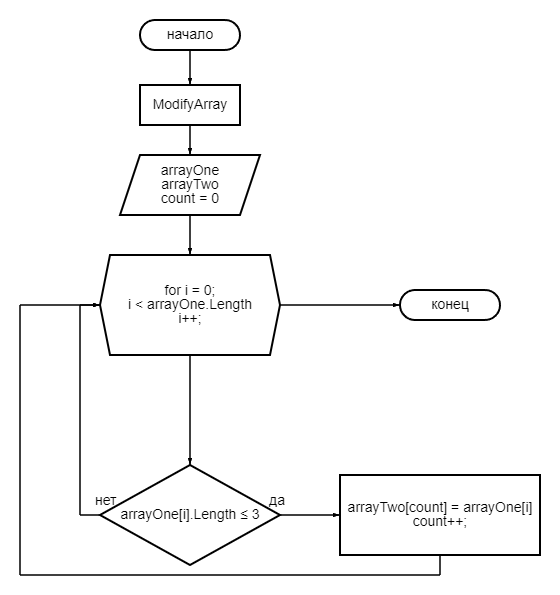 начало
ModifyArray
arrayOne
arrayTwo
count = 0
for i = 0;
i < arrayOne.Length
i++;
конец
нет
да
arrayOne[i].Length ≤ 3
arrayTwo[count] = arrayOne[i]
count++;